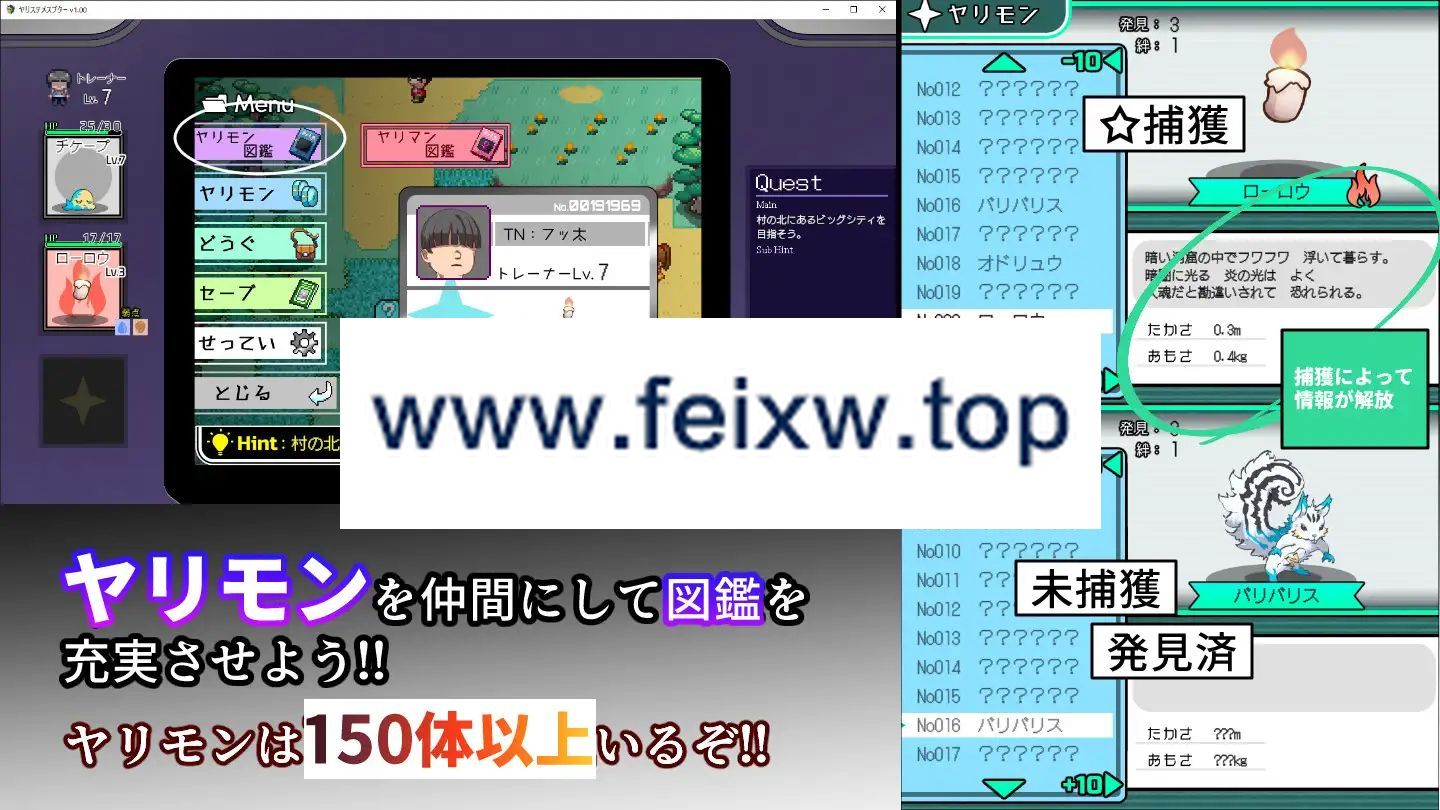 ヤリステメスブター v1.00
トレーナー
Lv. 7
HP 25/30
チケープ
Lv.7
HP 17/17
ローロウ
Lv.3
弱点
Menu
ヤリモン
図鑑
ヤリマン
図鑑
ヤリモン
どうぐ
セーブ
せってい
とじる
Hint：村の北
No.00191969
TN：フッ太
トレーナーLv. 7
Quest
Main
村の北にあるビッグシティを
目指そう。
Sub Hint
www.feixw.top
ヤリモンを仲間にして図鑑を
充実させよう!!
ヤリモンは150体以上いるぞ!!
ヤリモン
-10
No012 ??????
No013 ??????
No014 ??????
No015 ??????
No016 パリパリス
No017 ??????
No018 オドリュウ
No019 ??????
発見： 3
絆： 1
☆捕獲
ローロウ
暗い洞窟の中でフワフワ 浮いて暮らす。
暗闇に光る 炎の光は よく
人魂だと勘違いされて 恐れられる。
たかさ 0.3m
おもさ 0.4kg
捕獲によって
情報が解放
発見：
絆： 1
No010 ??????
No011 ??
No012 ??
No013 ??????
No014 ??????
No015 ??????
No016 パリパリス
No017 ??????
+10
未捕獲
発見済
パリパリス
たかさ ???m
おもさ ???kg